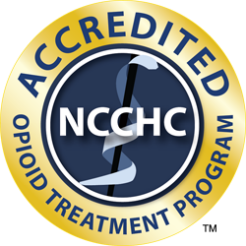 ACCREDITED
NCCHC
OPIOID TREATMENT PROGRAM
TM